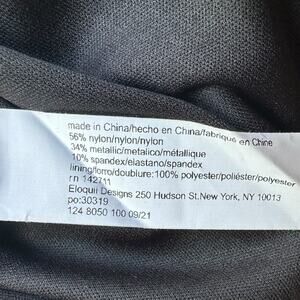 made in China/hecho en China/fabriqué en Chine
56% nylon/nylon/nylon
34% metallic/metalico/métallique
10% spandex/elastano/spandex
lining/forro/doublure:100% polyester/poliéster/polyester
rn 142711
Eloquii Designs 250 Hudson St.New York, NY 10013
po:30319
124 8050 100 09/21